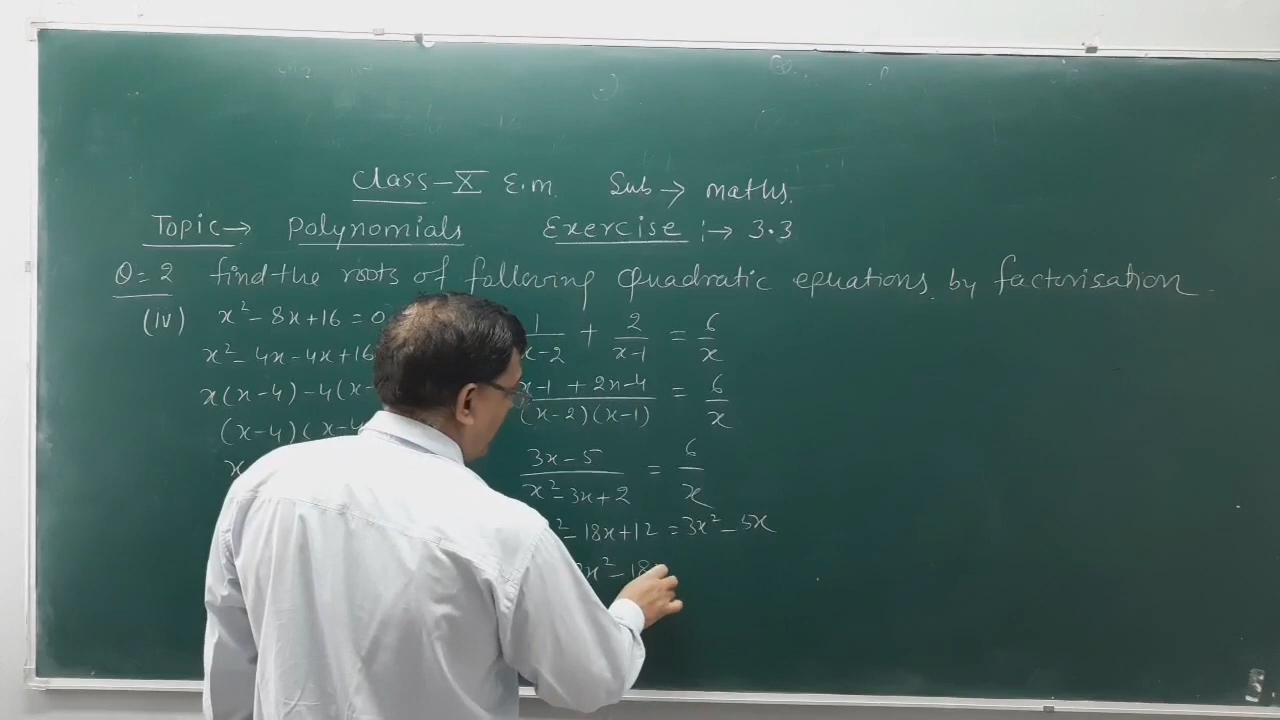 Class-X E.m. Sub → maths.
Topic → Polynomials Exercise :→ 3.3
Q=2 find the roots of following quadratic equations by factorisation.
(iv) x² - 8x + 16 = 0
x² - 4x - 4x + 16
x(x-4) - 4(x-
(x-4)(x-4
x
1/x-2 + 2/x-1 = 6/x
x-1 + 2x-4/(x-2)(x-1) = 6/x
3x-5/x²-3x+2 = 6/x
² - 18x + 12 = 3x² - 5x
x² - 18